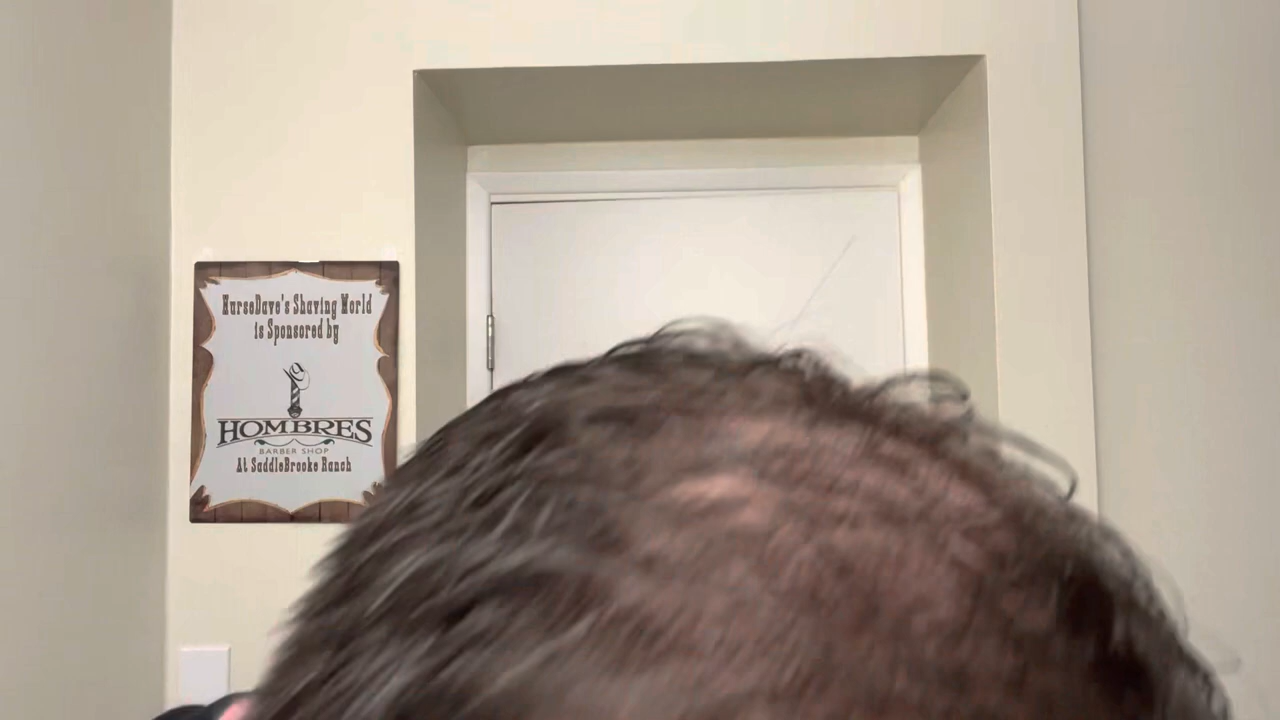 NurseDave's Shaving World
is Sponsored by
HOMBRES
BARBER SHOP
At SaddleBrooke Ranch